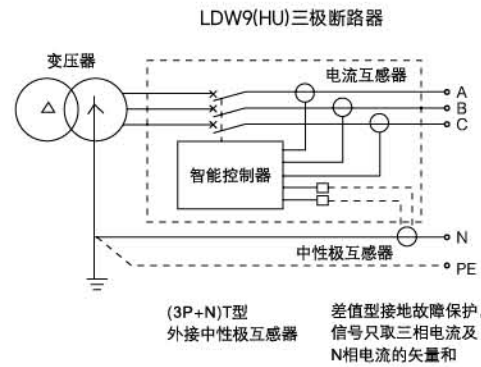 LDW9(HU)三极断路器
变压器
电流互感器
A
B
C
智能控制器
N
中性极互感器
PE
(3P+N)T型
外接中性极互感器
差值型接地故障保护,
信号只取三相电流及
N相电流的矢量和